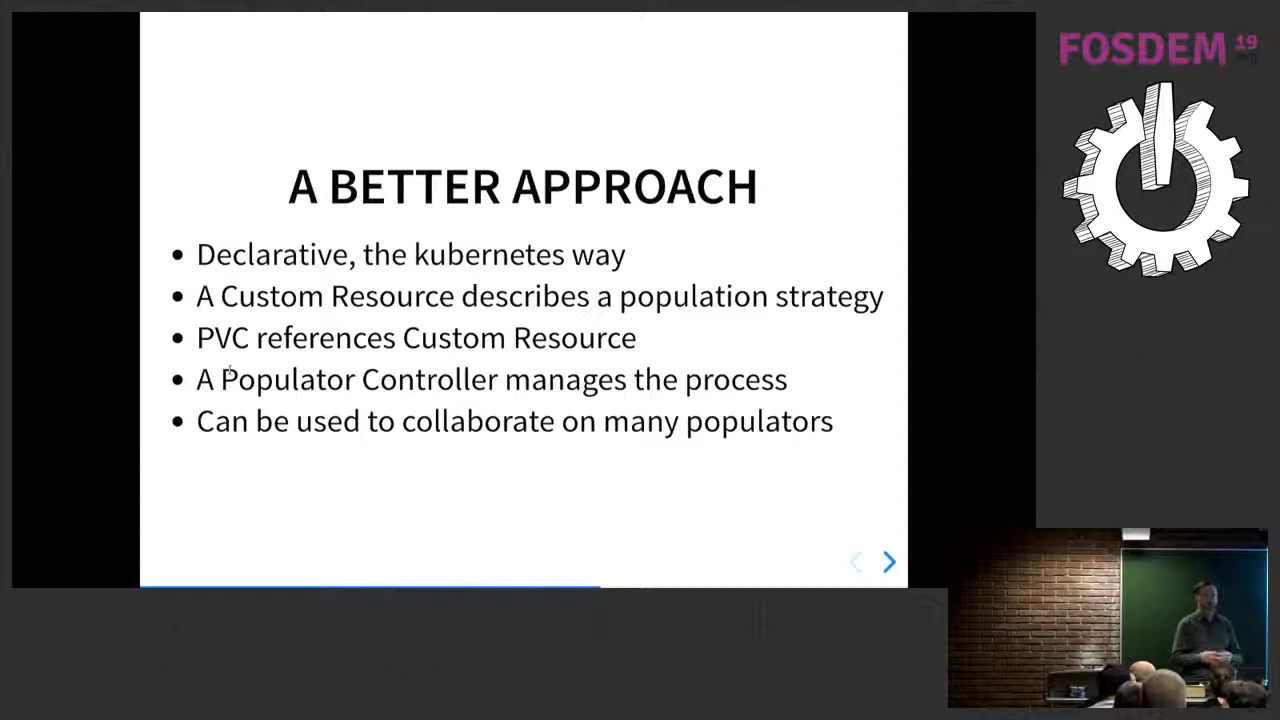 FOSDEM 19
A BETTER APPROACH
• Declarative, the kubernetes way
• A Custom Resource describes a population strategy
• PVC references Custom Resource
• A Populator Controller manages the process
• Can be used to collaborate on many populators